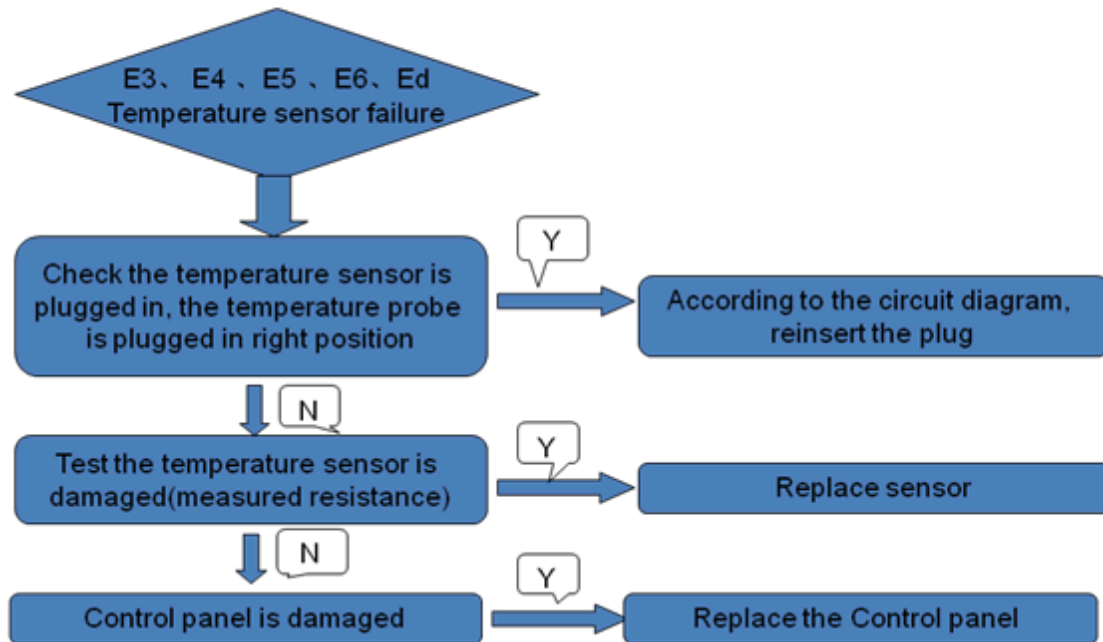 E3、 E4 、E5 、E6、Ed
Temperature sensor failure
Check the temperature sensor is
plugged in, the temperature probe
is plugged in right position
Y
According to the circuit diagram,
reinsert the plug
N
Test the temperature sensor is
damaged(measured resistance)
Y
Replace sensor
N
Control panel is damaged
Y
Replace the Control panel